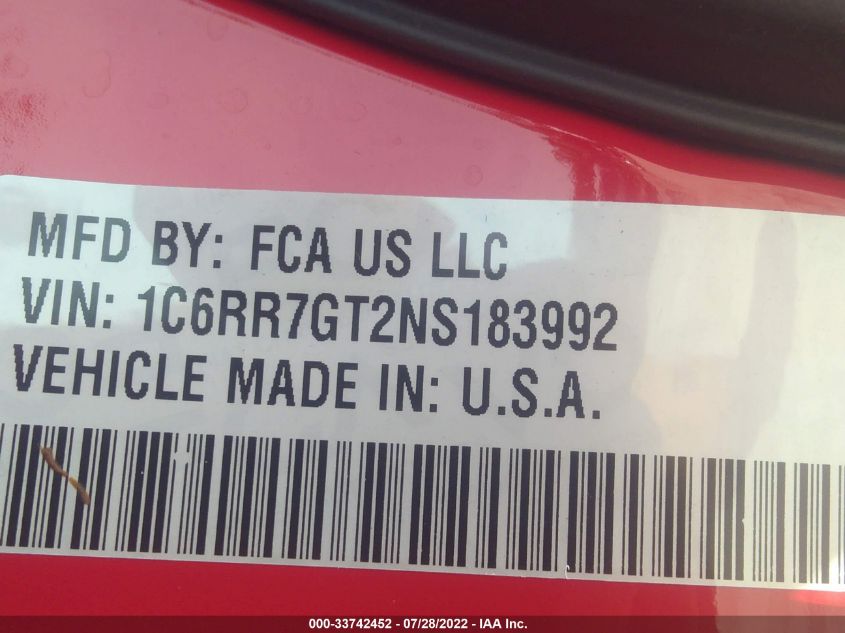 MFD BY: FCA US LLC
VIN: 1C6RR7GT2NS183992
VEHICLE MADE IN: U.S.A.
000-33742452 - 07/28/2022 - IAA Inc.